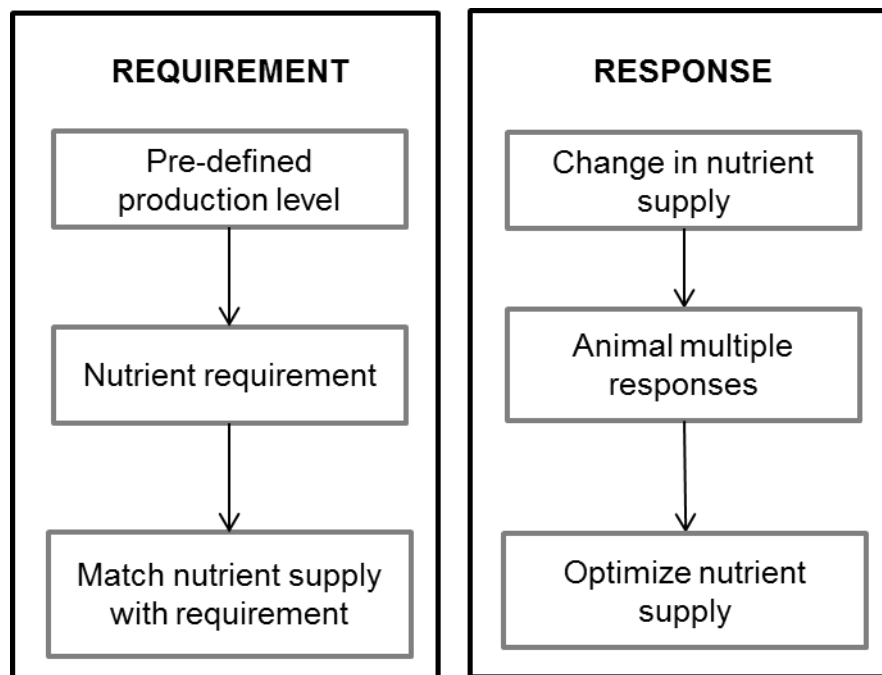 REQUIREMENT
Pre-defined
production level
Nutrient requirement
Match nutrient supply
with requirement
RESPONSE
Change in nutrient
supply
Animal multiple
responses
Optimize nutrient
supply